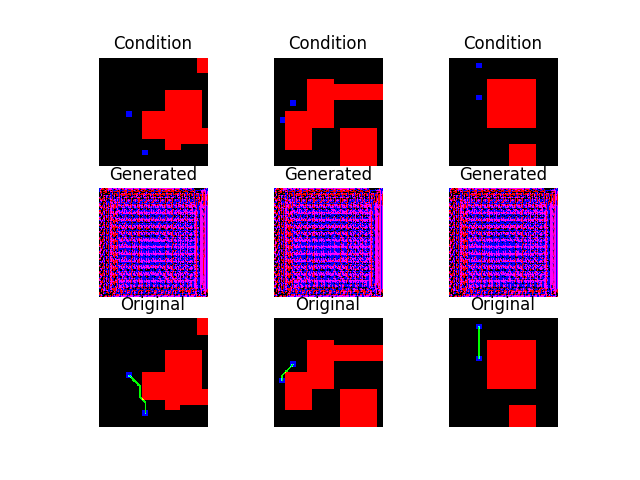 Condition Condition Condition
Generated Generated Generated
Original Original Original